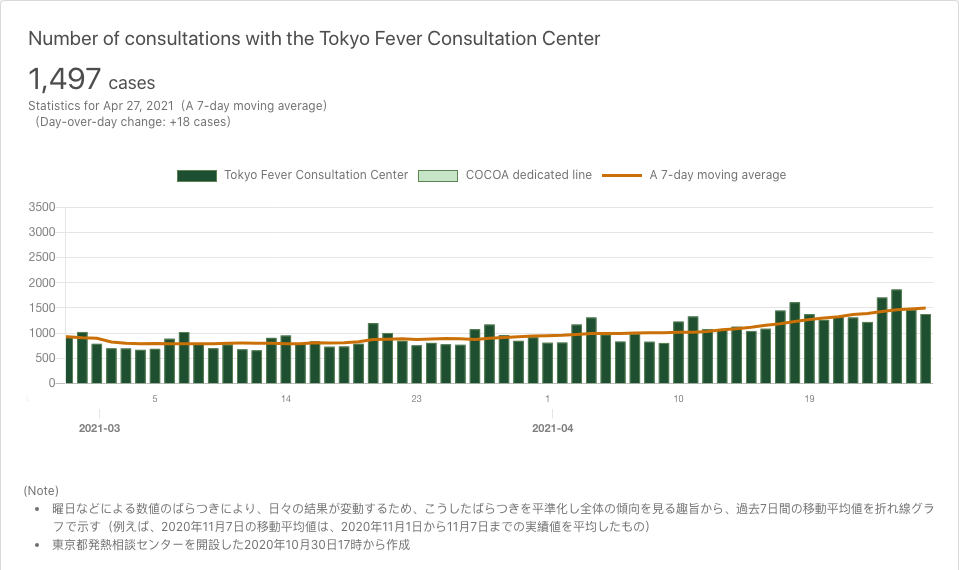 Number of consultations with the Tokyo Fever Consultation Center
1,497 cases
Statistics for Apr 27, 2021（A 7-day moving average）
（Day-over-day change: +18 cases）
Tokyo Fever Consultation Center COCOA dedicated line A 7-day moving average
3500
3000
2500
2000
1500
1000
500
0
5 14 23 1 10 19
2021-03 2021-04
(Note)
• 曜日などによる数値のばらつきにより、日々の結果が変動するため、こうしたばらつきを平準化し全体の傾向を見る趣旨から、過去7日間の移動平均値を折れ線グラ
フで示す（例えば、2020年11月7日の移動平均値は、2020年11月1日から11月7日までの実績値を平均したもの）
• 東京都発熱相談センターを開設した2020年10月30日17時から作成